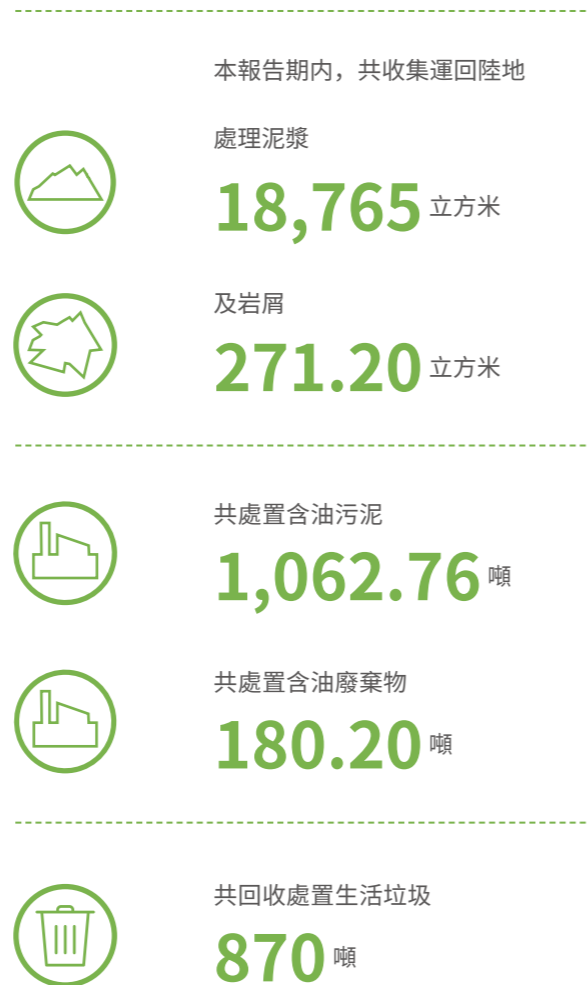 本報告期内，共收集運回陸地
處理泥漿
18,765 立方米
及岩屑
271.20 立方米
共處置含油污泥
1,062.76 噸
共處置含油廢棄物
180.20 噸
共回收處置生活垃圾
870 噸